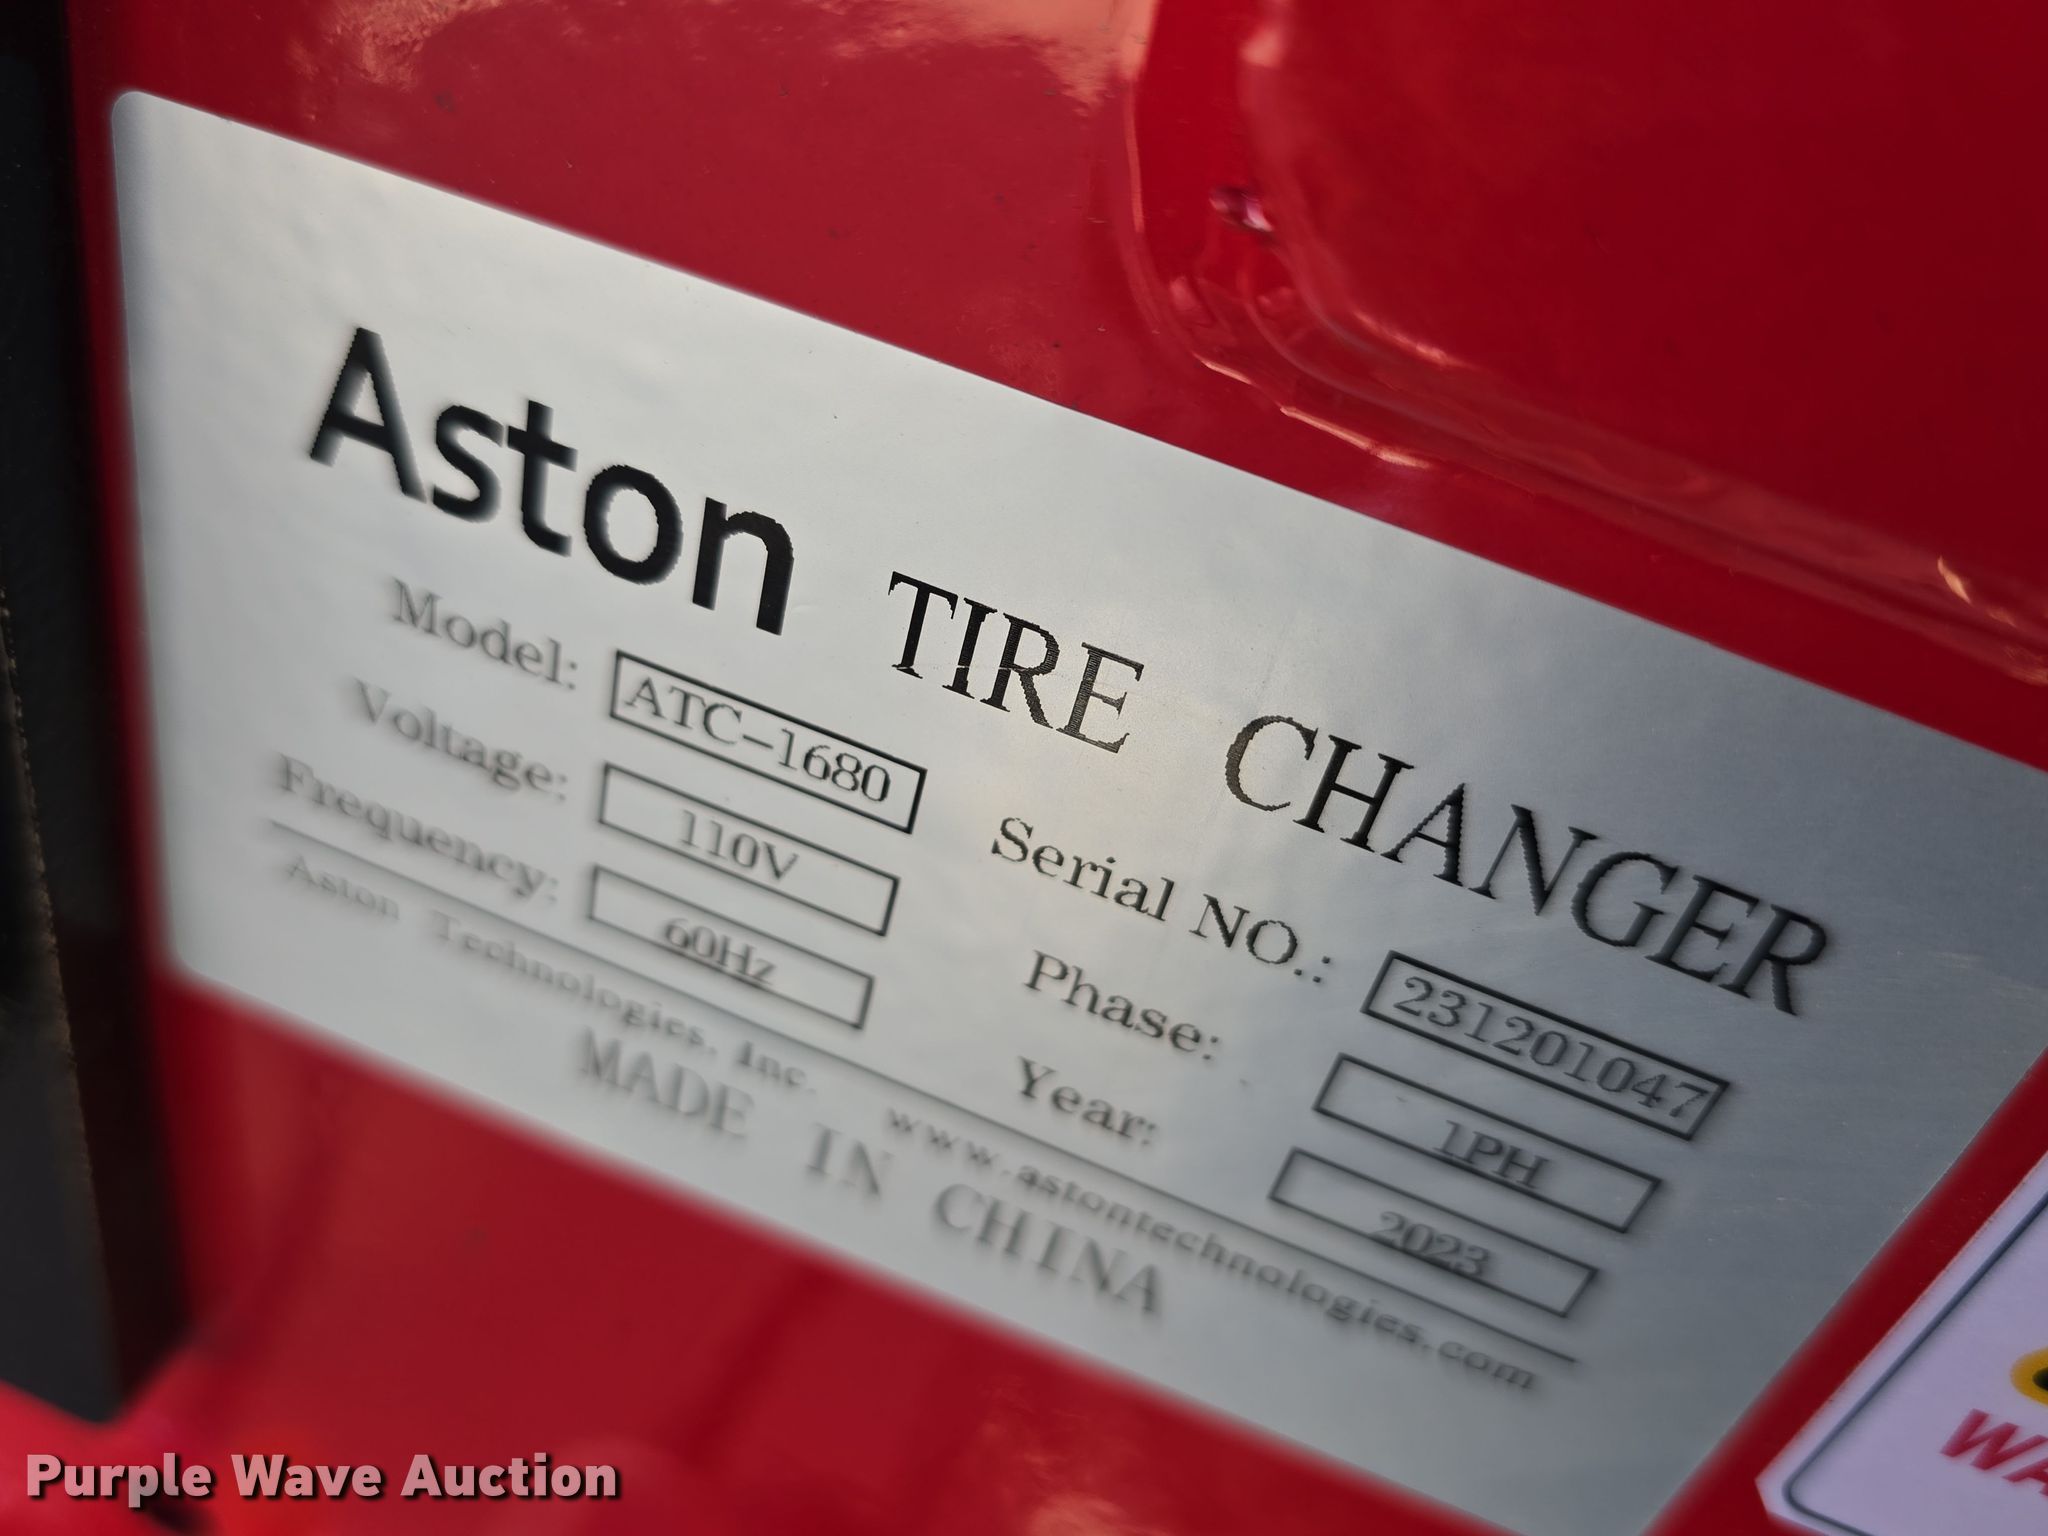 Aston TIRE CHANGER
Model: ATC-1680 Serial NO.: 231201047
Voltage: 110V Phase: 1PH
Frequency: 60Hz Year: 2023
Aston Technologies, Inc. www.astontechnologies.com
MADE IN CHINA
Purple Wave Auction